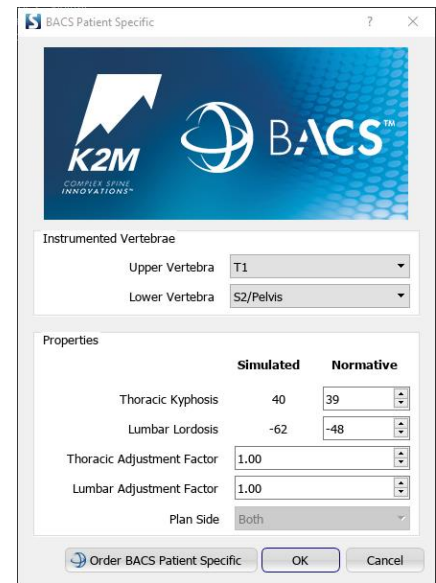 BACS Patient Specific ? ×
K2M
COMPLEX SPINE
INNOVATIONS™
BACS™
Instrumented Vertebrae
Upper Vertebra T1
Lower Vertebra S2/Pelvis
Properties
Simulated Normative
Thoracic Kyphosis 40 39
Lumbar Lordosis -62 -48
Thoracic Adjustment Factor 1.00
Lumbar Adjustment Factor 1.00
Plan Side Both
Order BACS Patient Specific OK Cancel